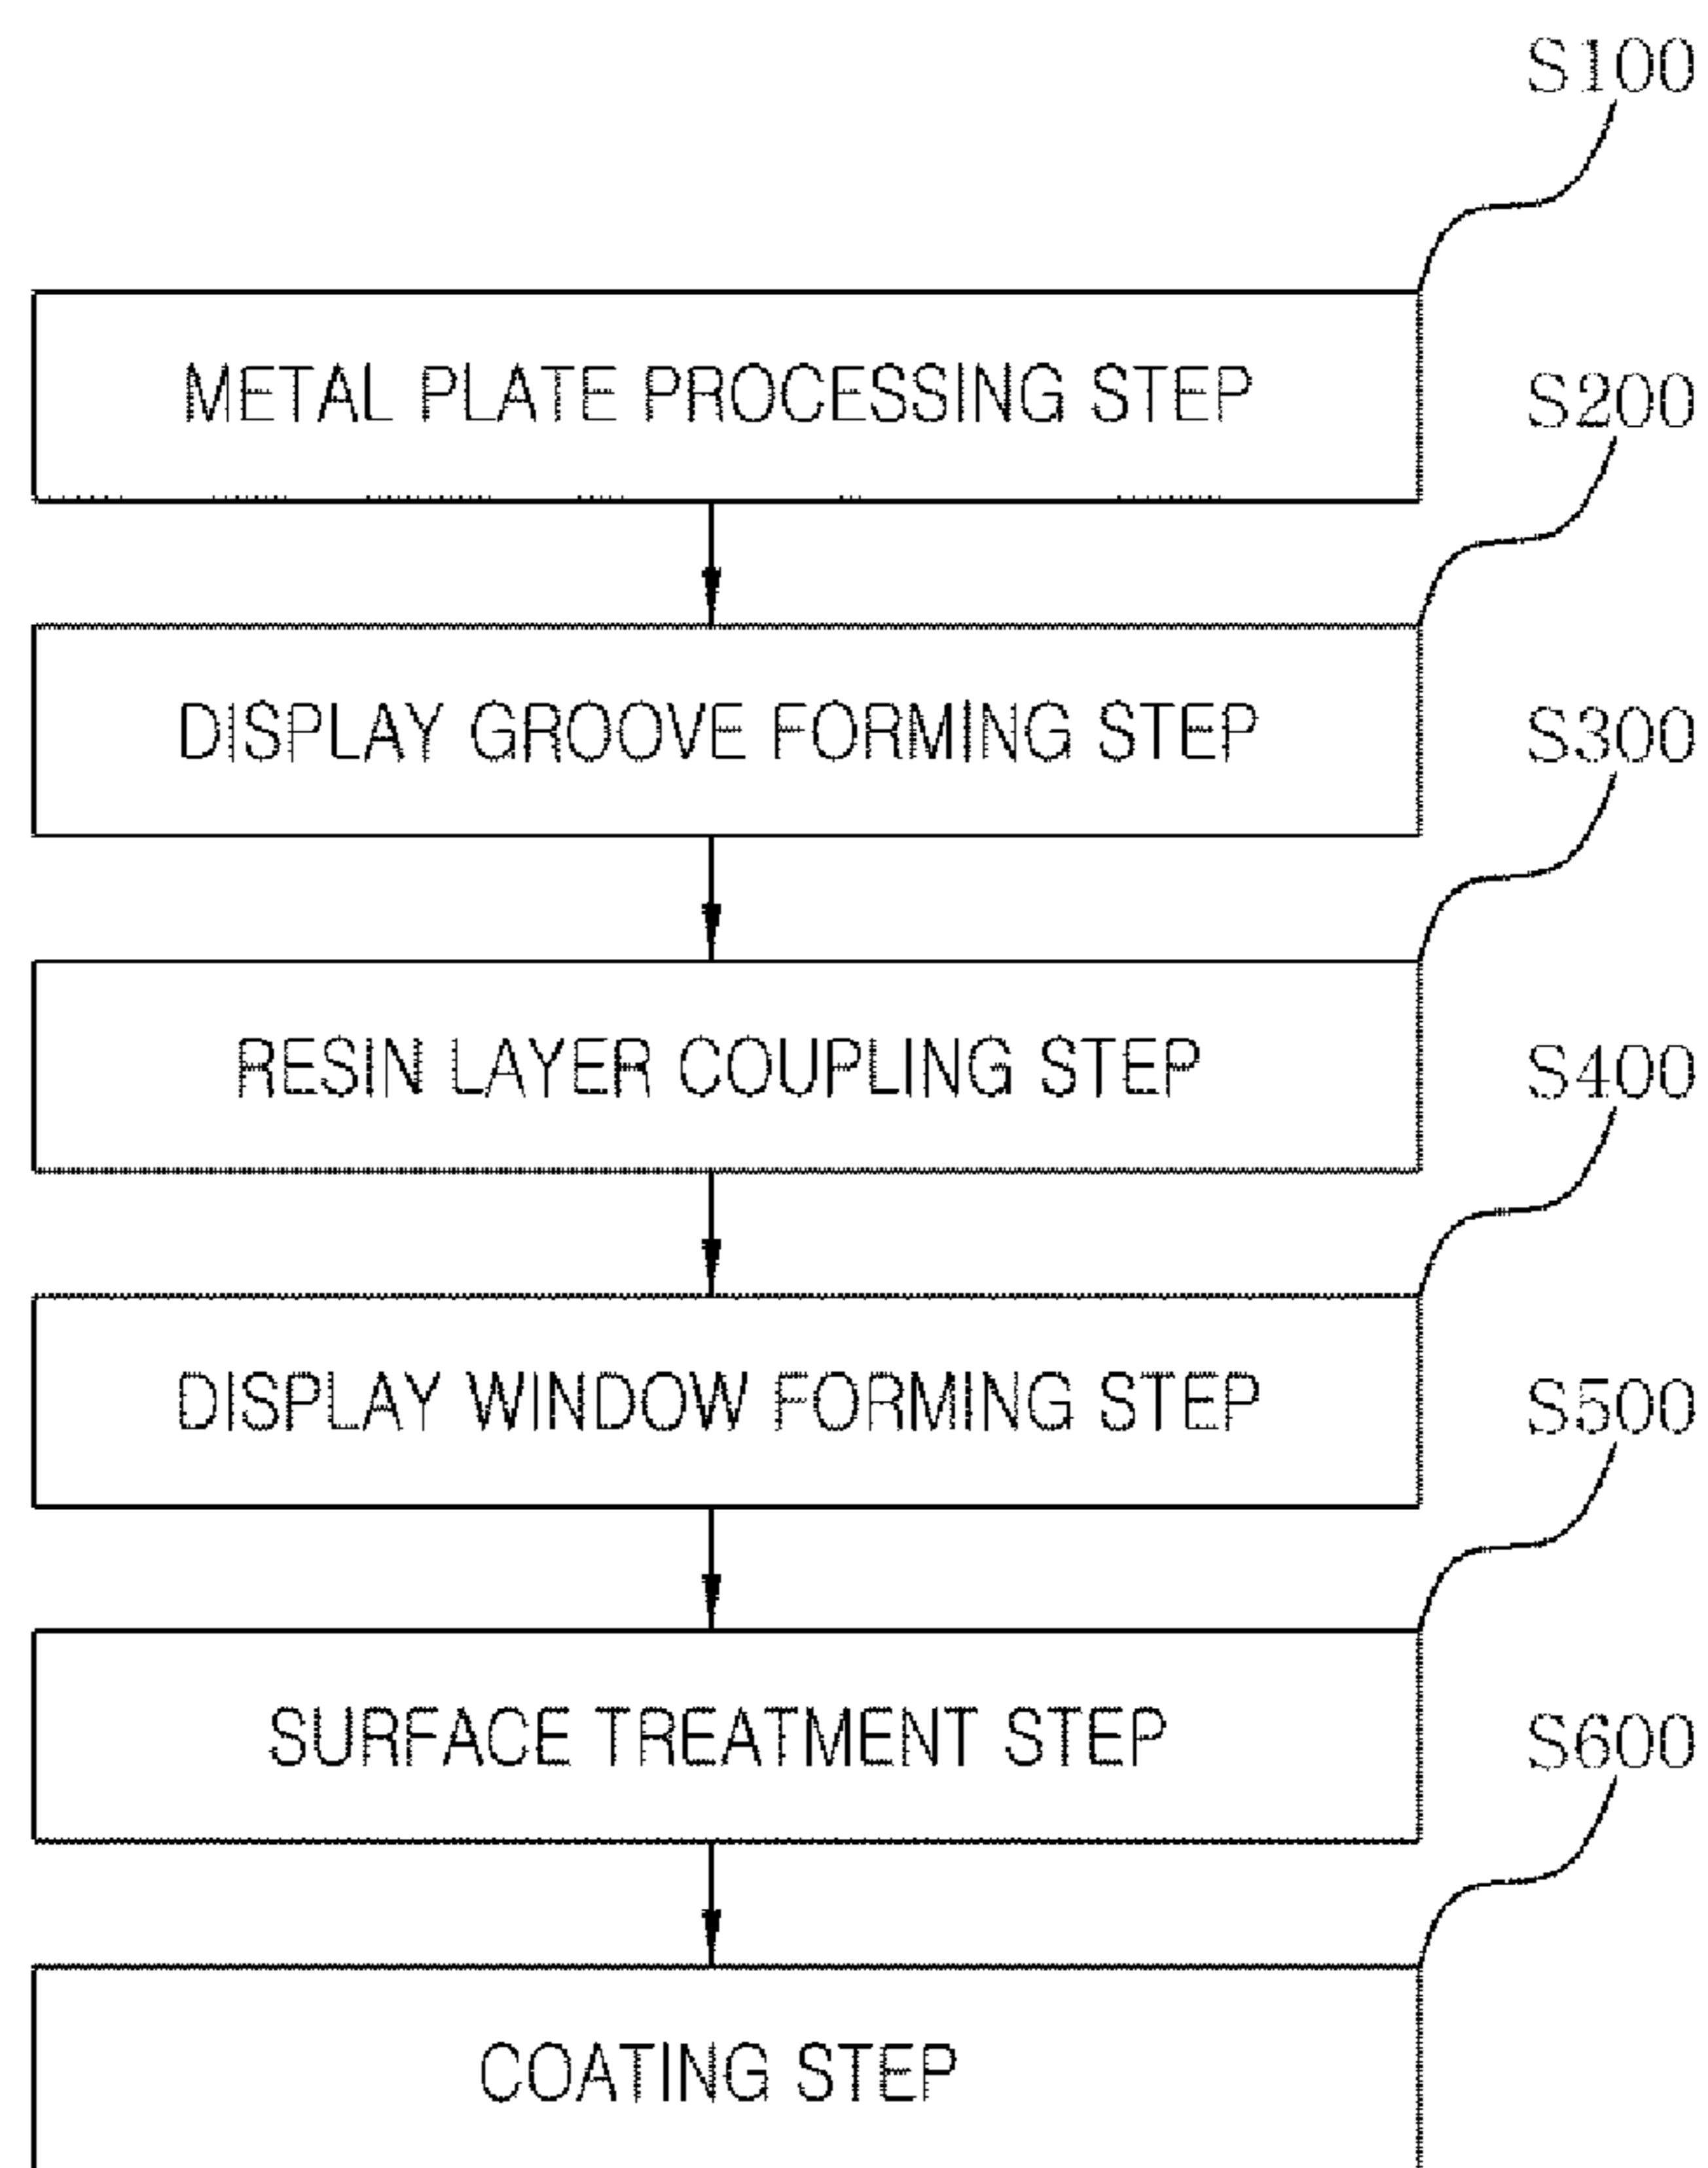 S100
METAL PLATE PROCESSING STEP
S200
DISPLAY GROOVE FORMING STEP
S300
RESIN LAYER COUPLING STEP
S400
DISPLAY WINDOW FORMING STEP
S500
SURFACE TREATMENT STEP
S600
COATING STEP